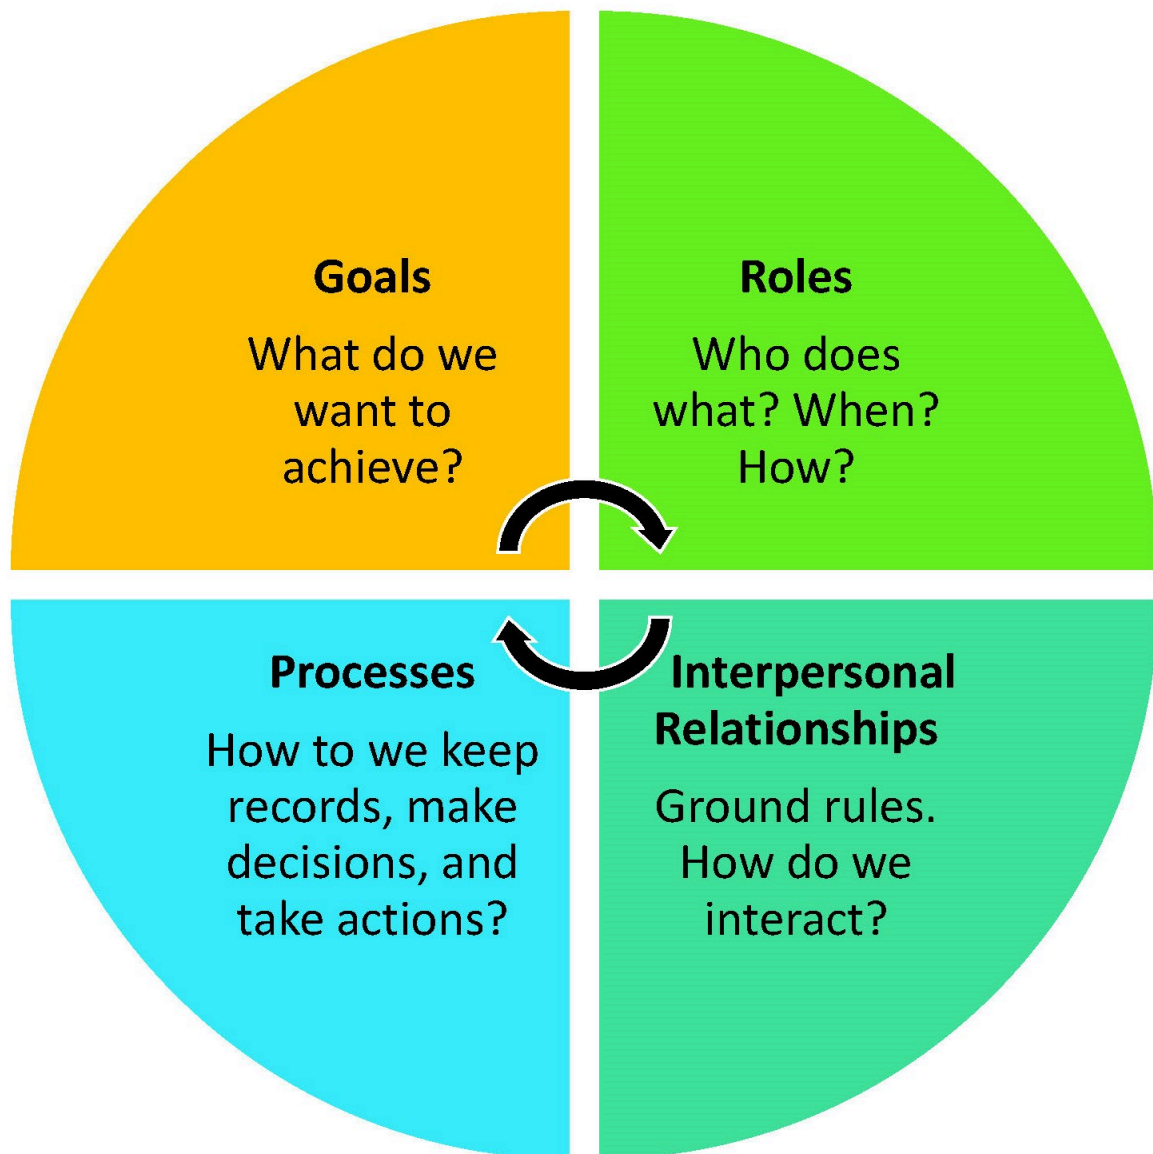 Goals
What do we
want to
achieve?
Roles
Who does
what? When?
How?
Processes
How to we keep
records, make
decisions, and
take actions?
Interpersonal
Relationships
Ground rules.
How do we
interact?